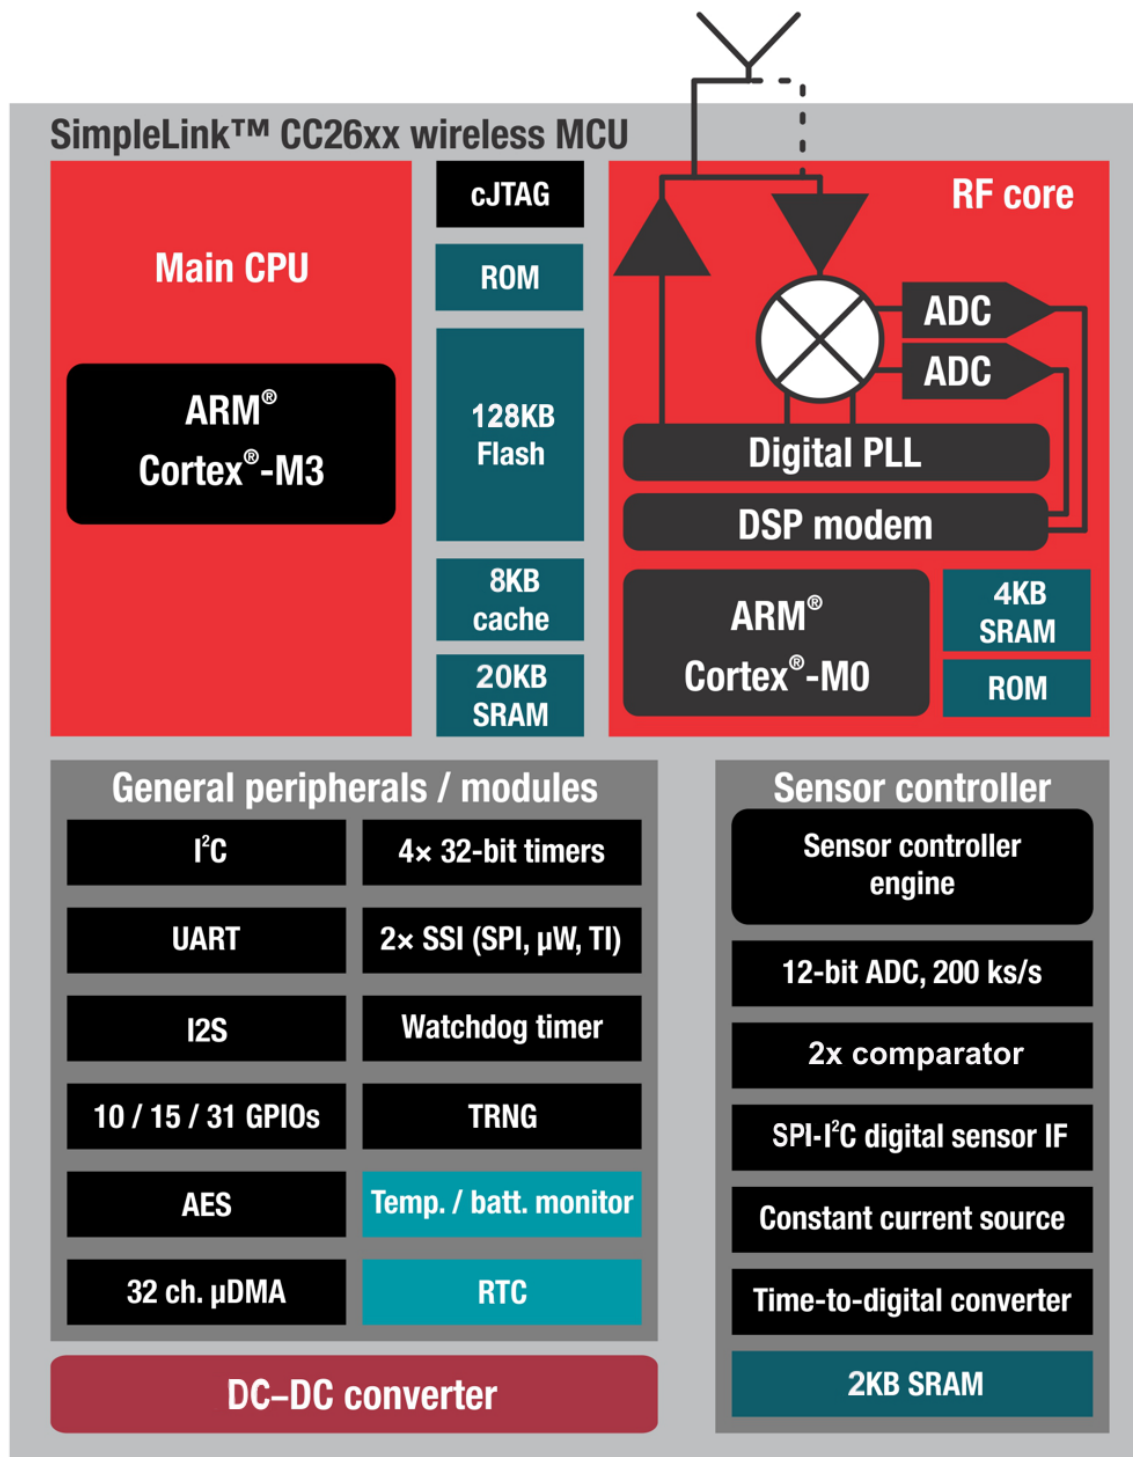 SimpleLink™ CC26xx wireless MCU
Main CPU
ARM®
Cortex®-M3
cJTAG
ROM
128KB
Flash
8KB
cache
20KB
SRAM
RF core
ADC
ADC
Digital PLL
DSP modem
ARM®
Cortex®-M0
4KB
SRAM
ROM
General peripherals / modules
I²C
4× 32-bit timers
UART
2× SSI (SPI, µW, TI)
I2S
Watchdog timer
10 / 15 / 31 GPIOs
TRNG
AES
Temp. / batt. monitor
32 ch. µDMA
RTC
Sensor controller
Sensor controller
engine
12-bit ADC, 200 ks/s
2x comparator
SPI-I²C digital sensor IF
Constant current source
Time-to-digital converter
2KB SRAM
DC–DC converter